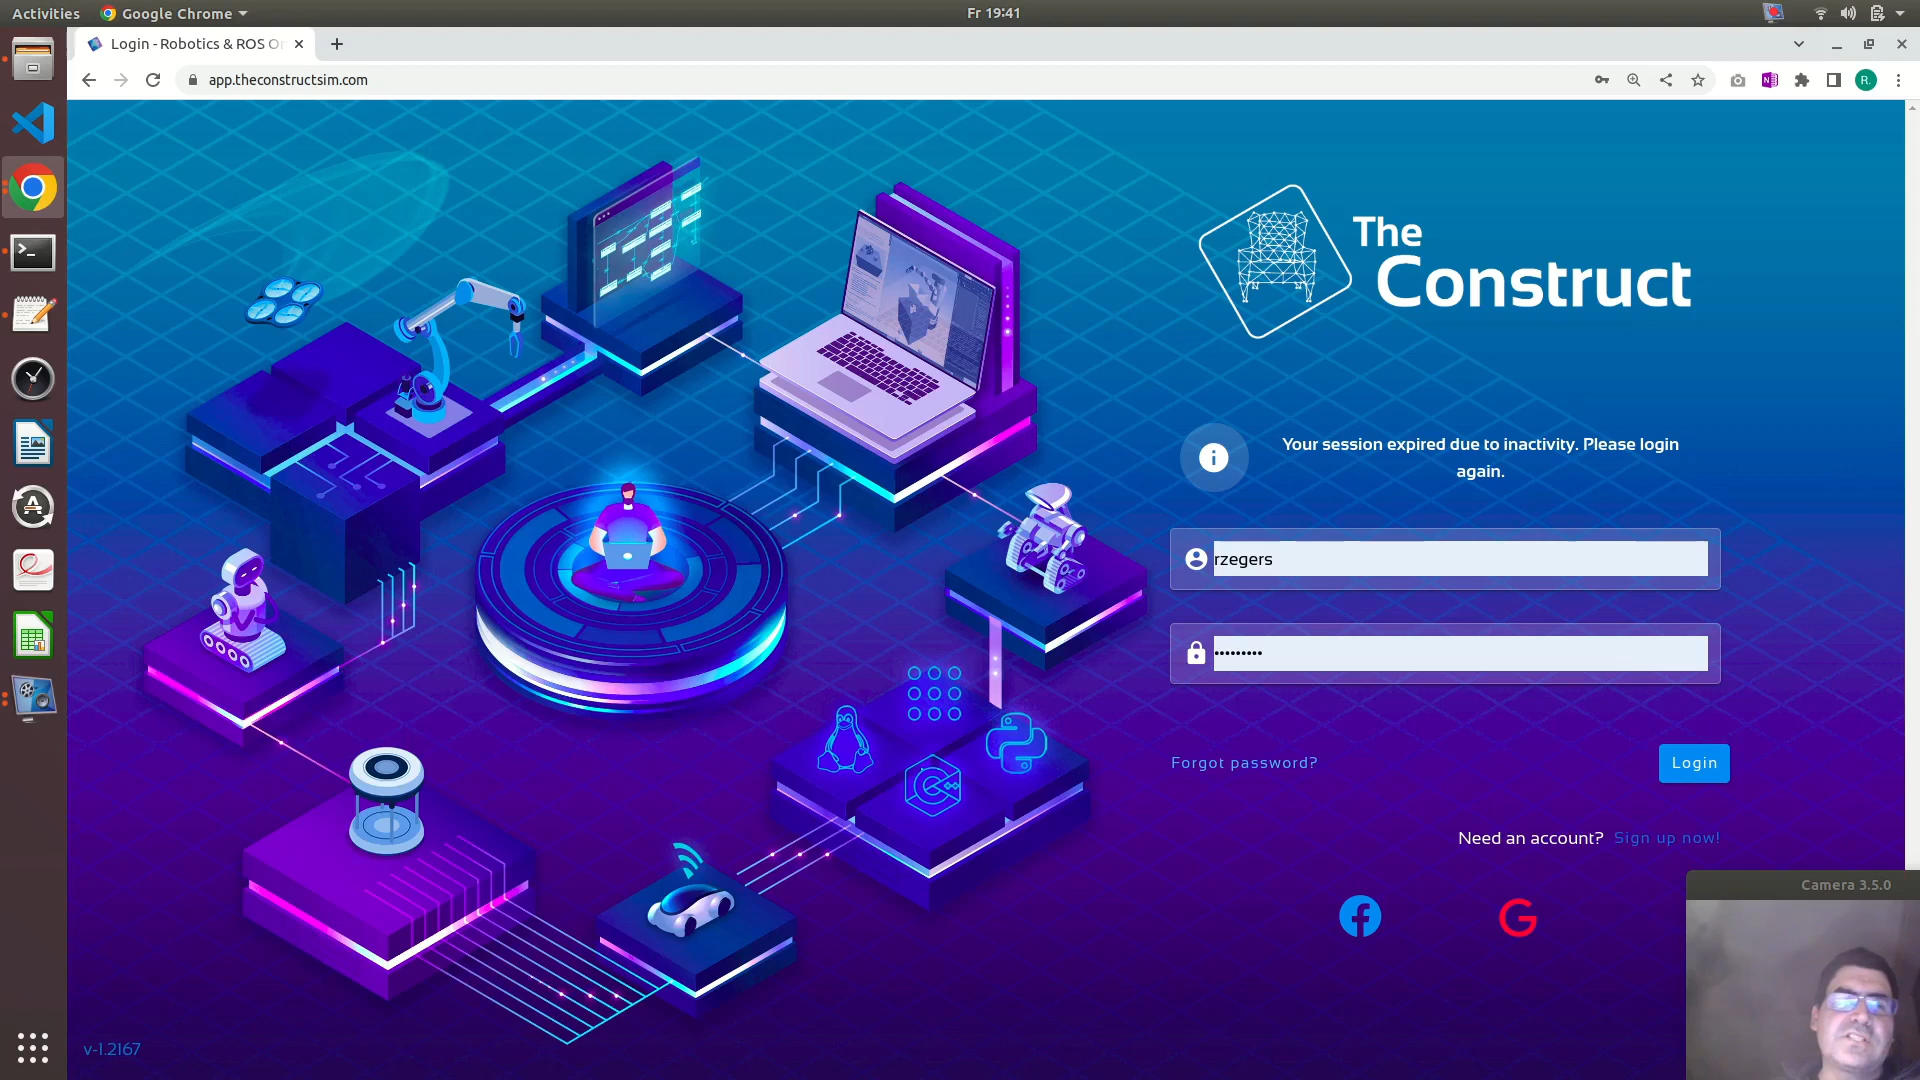 Activities
Google Chrome
Fr 19:41
Login - Robotics & ROS
app.theconstructsim.com
R.
The
Construct
Your session expired due to inactivity. Please login
again.
rzegers
•••••••••
Forgot password?
Login
Need an account? Sign up now!
Camera 3.5.0
v-1.2167